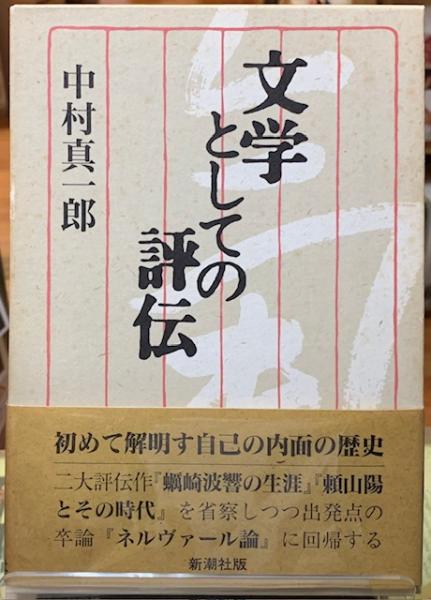 文学
としての
評伝
中村真一郎
初めて解明す自己の内面の歴史
二大評伝作『蠣崎波響の生涯』『頼山陽
とその時代』を省察しつつ出発点の
卒論『ネルヴァール論』に回帰する
新潮社版